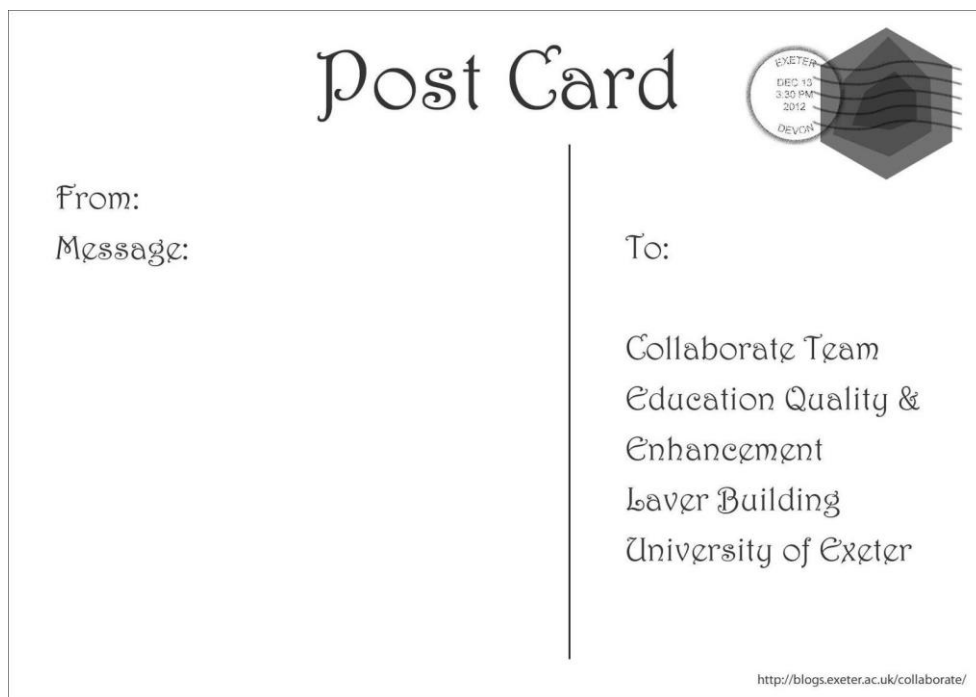 Post Card
EXETER
DEC 13
3.30 PM
2012
DEVON
From:
Message:
To:
Collaborate Team
Education Quality &
Enhancement
Laver Building
University of Exeter
http://blogs.exeter.ac.uk/collaborate/